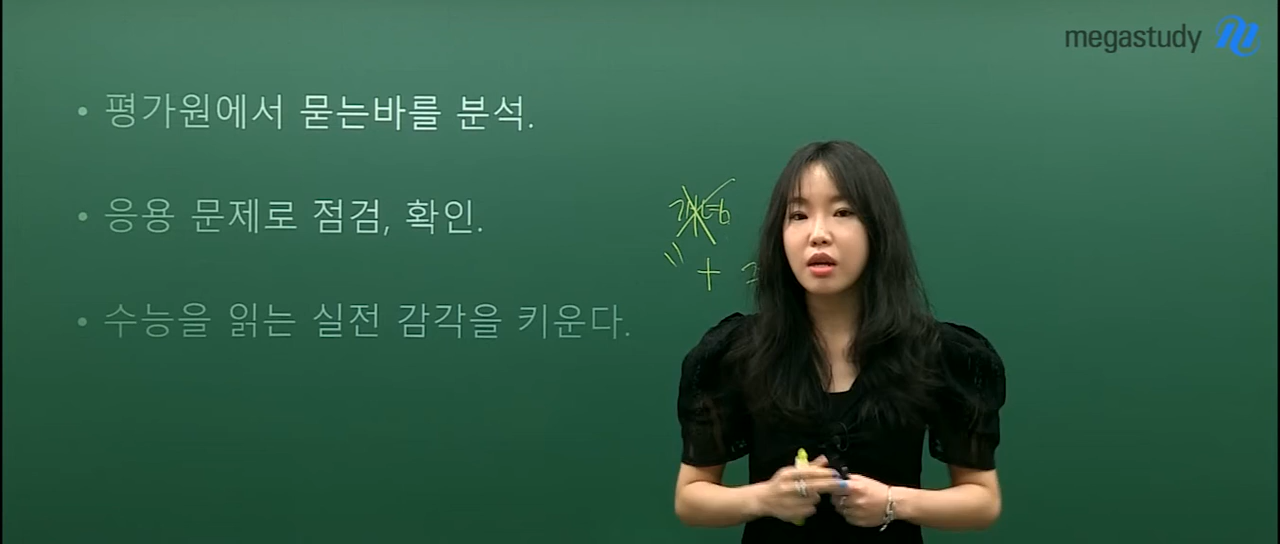 megastudy
• 평가원에서 묻는바를 분석.
• 응용 문제로 점검, 확인.
• 수능을 읽는 실전 감각을 키운다.
+